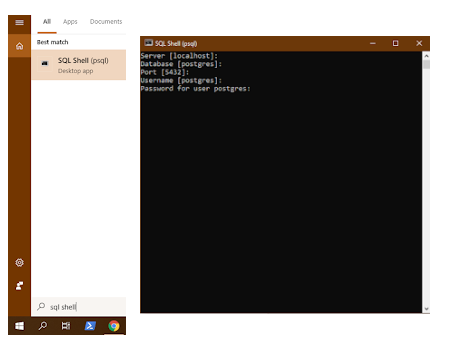 All Apps Documents
Best match
SQL Shell (psql)
Desktop app
sql shell
SQL Shell (psql)
Server [localhost]:
Database [postgres]:
Port [5432]:
Username [postgres]:
Password for user postgres: